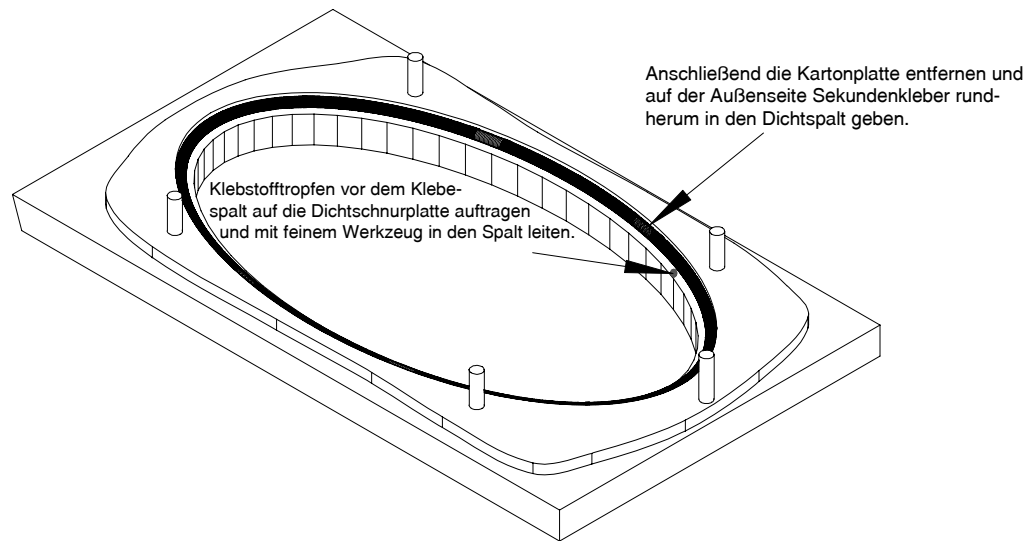 Anschließend die Kartonplatte entfernen und
auf der Außenseite Sekundenkleber rund-
herum in den Dichtspalt geben.
Klebstofftropfen vor dem Klebe-
spalt auf die Dichtschnurplatte auftragen
und mit feinem Werkzeug in den Spalt leiten.